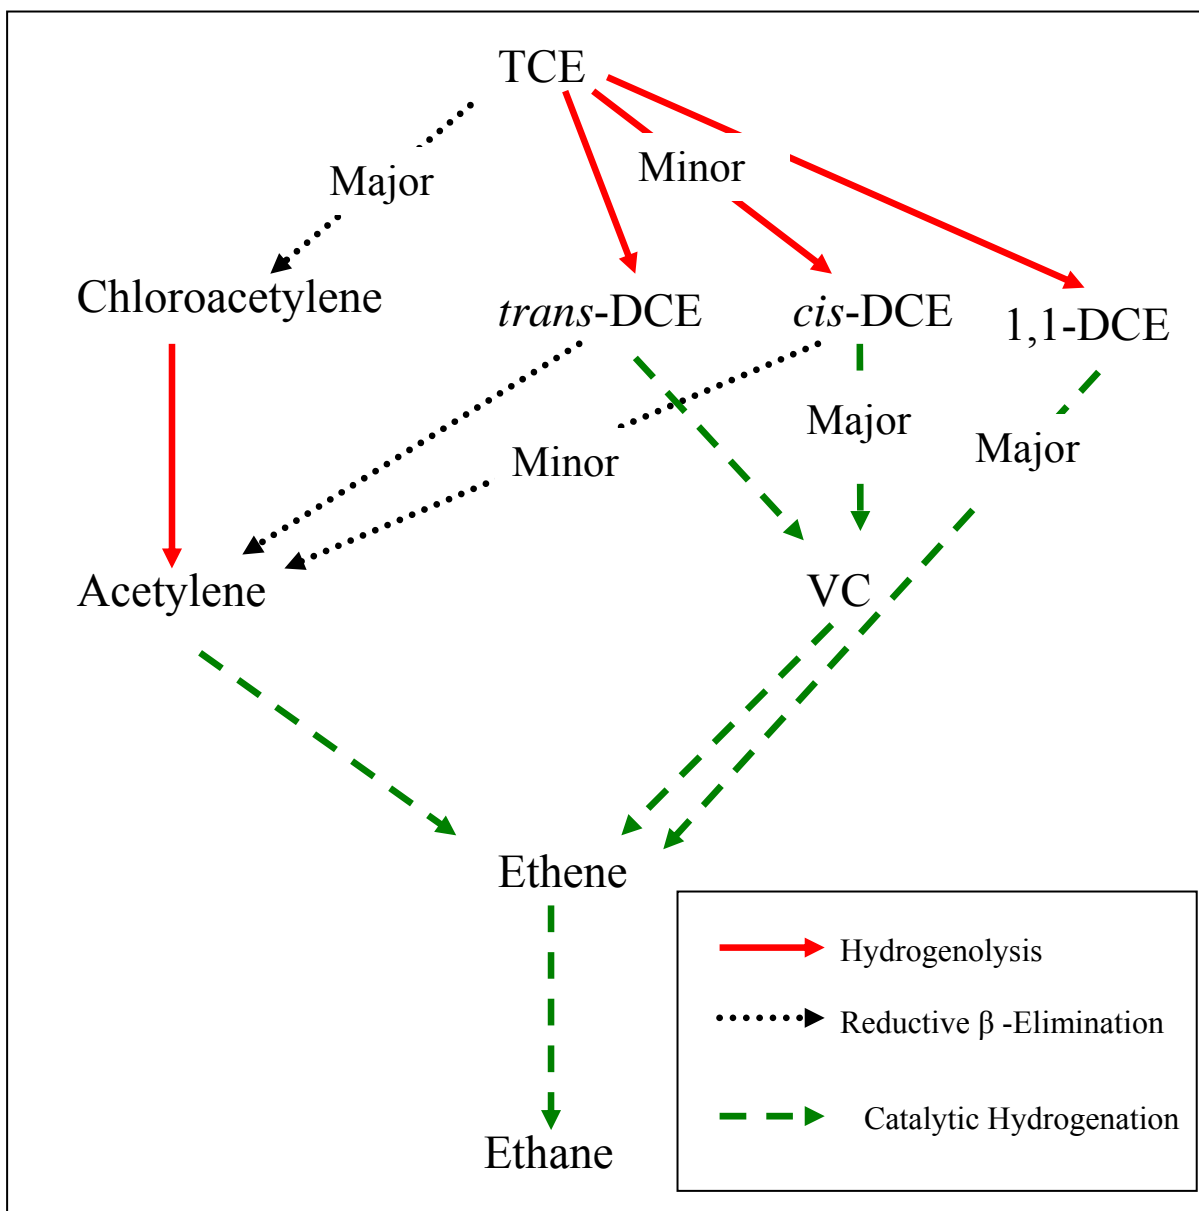 TCE
Minor
Major
Chloroacetylene
trans-DCE
cis-DCE
1,1-DCE
Major
Major
Minor
Acetylene
VC
Ethene
Hydrogenolysis
Reductive β -Elimination
Catalytic Hydrogenation
Ethane